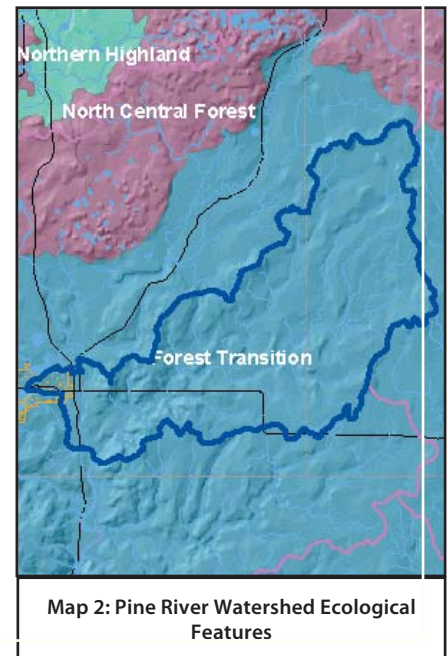 Northern Highland
North Central Forest
Forest Transition
Map 2: Pine River Watershed Ecological
Features